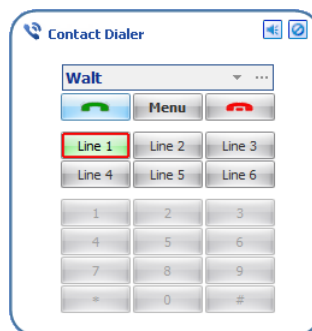 Contact Dialer
Walt
Menu
Line 1 Line 2 Line 3
Line 4 Line 5 Line 6
1 2 3
4 5 6
7 8 9
* 0 #